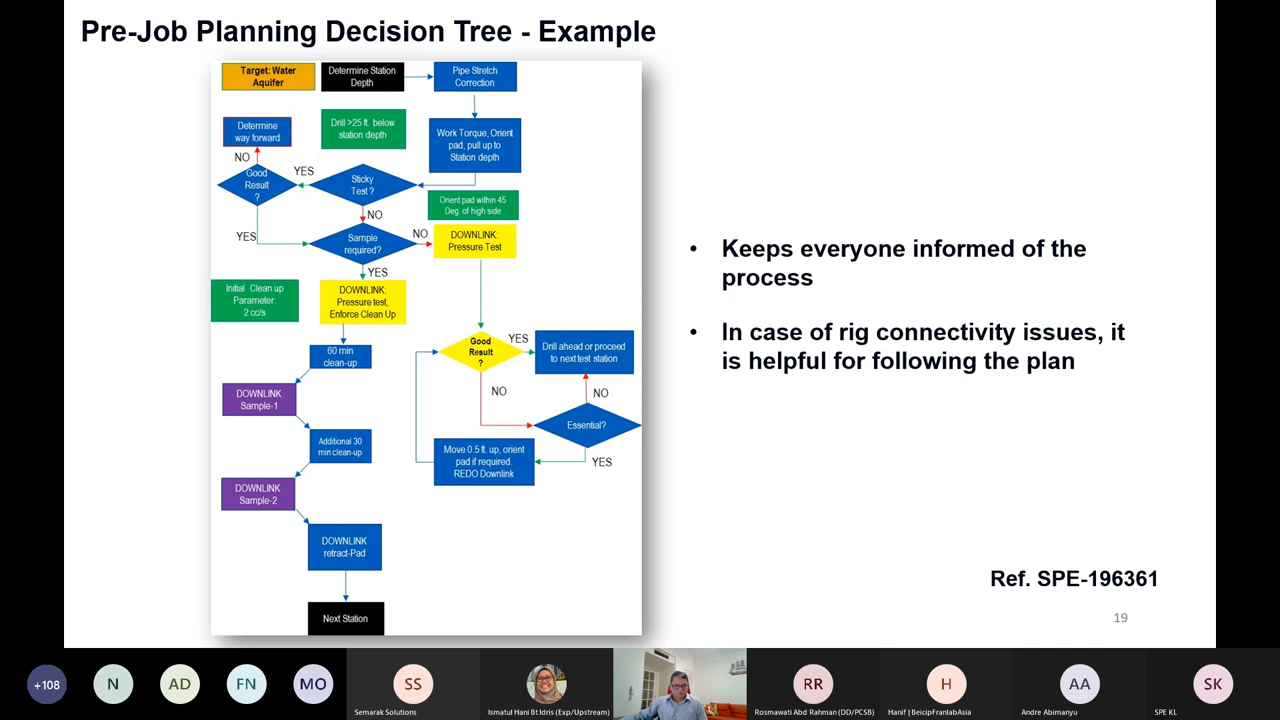 Pre-Job Planning Decision Tree - Example
Target: Water
Aquifer
Determine Station
Depth
Pipe Stretch
Correction
Determine
way forward
Drill >25 ft. below
station depth
Work Torque, Orient
pad, pull up to
Station depth
NO
Good
Result
?
YES
Sticky
Test ?
Orient pad within 45
Deg. of high side
NO
YES
Sample
required?
NO
DOWNLINK:
Pressure Test
YES
Initial Clean up
Parameter:
2 cc/s
DOWNLINK:
Pressure test,
Enforce Clean Up
60 min
clean-up
Good
Result
?
YES
Drill ahead or proceed
to next test station
DOWNLINK
Sample-1
NO
NO
Essential?
Additional 30
min clean-up
Move 0.5 ft. up, orient
pad if required.
REDO Downlink
YES
DOWNLINK
Sample-2
DOWNLINK
retract-Pad
Next Station
• Keeps everyone informed of the
process
• In case of rig connectivity issues, it
is helpful for following the plan
Ref. SPE-196361
19
+108
N
AD
FN
MO
SS
Semarak Solutions
Ismatul Hani Bt Idris (Exp/Upstream)
RR
Rosmawati Abd Rahman (DD/PCSB)
H
Hanif | BeicipFranlabAsia
AA
Andre Abimanyu
SK
SPE KL